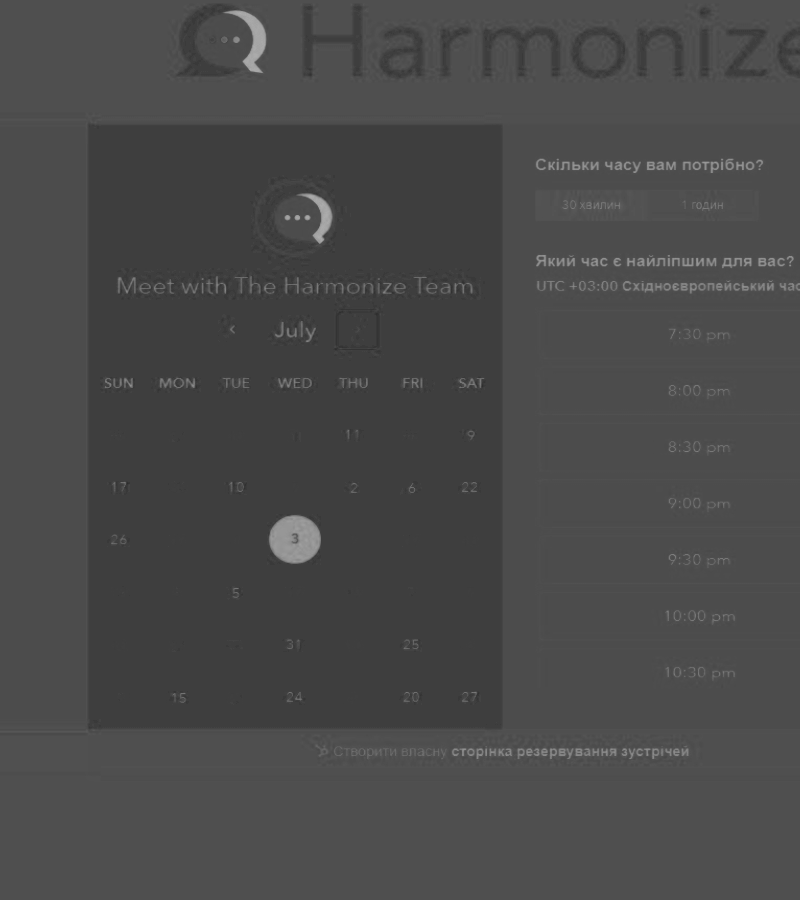 Harmonize
Meet with The Harmonize Team
July
SUN MON TUE WED THU FRI SAT
11 9
17 10 2 6 22
26 3
5
31 25
15 24 20 27
Скільки часу вам потрібно?
30 хвилин 1 годин
Який час є найліпшим для вас?
UTC +03:00 Східноєвропейський час
7:30 pm
8:00 pm
8:30 pm
9:00 pm
9:30 pm
10:00 pm
10:30 pm
Створити власну сторінка резервування зустрічей